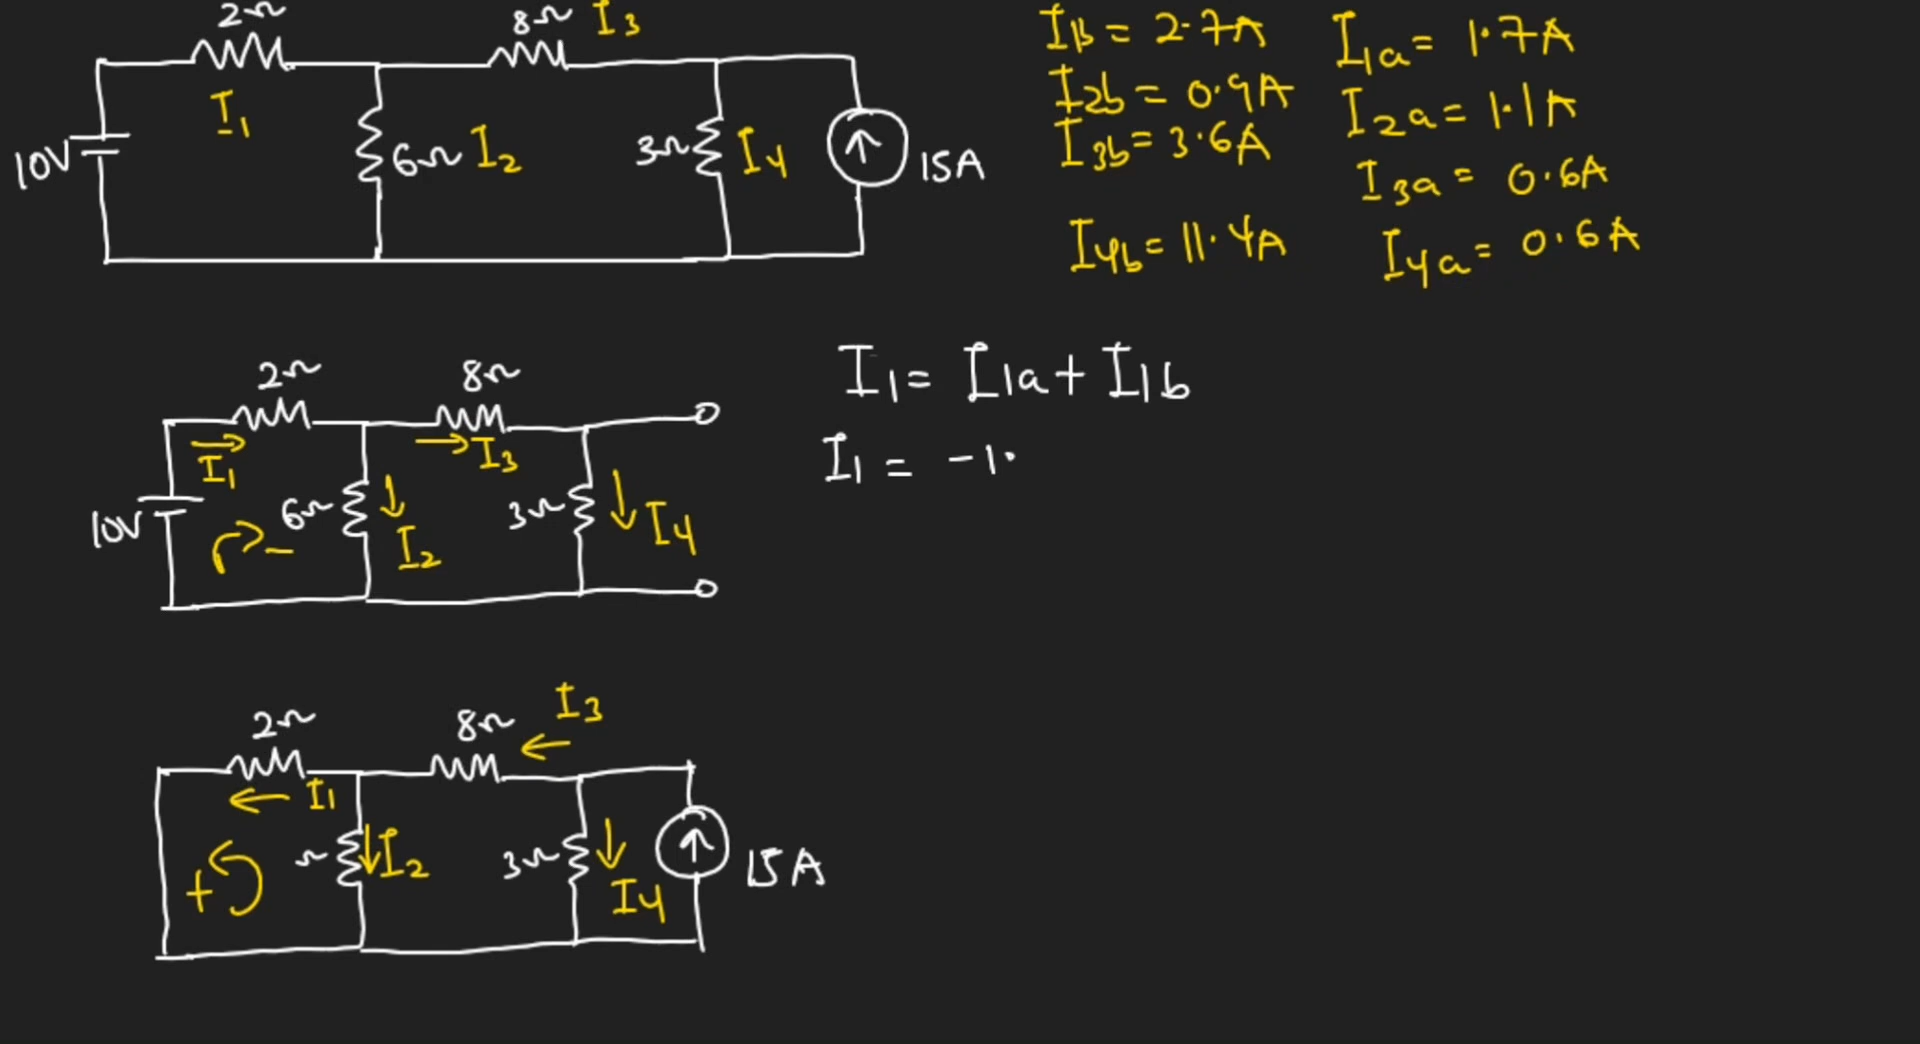 2Ω 8Ω I3
I1
10V 6Ω I2 3Ω I4 15A
I1b = 2.7A I1a = 1.7A
I2b = 0.9A I2a = 1.1A
I3b = 3.6A I3a = 0.6A
I4b = 11.4A I4a = 0.6A
I1 = I1a + I1b
I1 = -1.
2Ω 8Ω
I1 I3
10V 6Ω I2 3Ω I4
-
2Ω 8Ω I3
I1
Ω I2 3Ω I4 15A
+